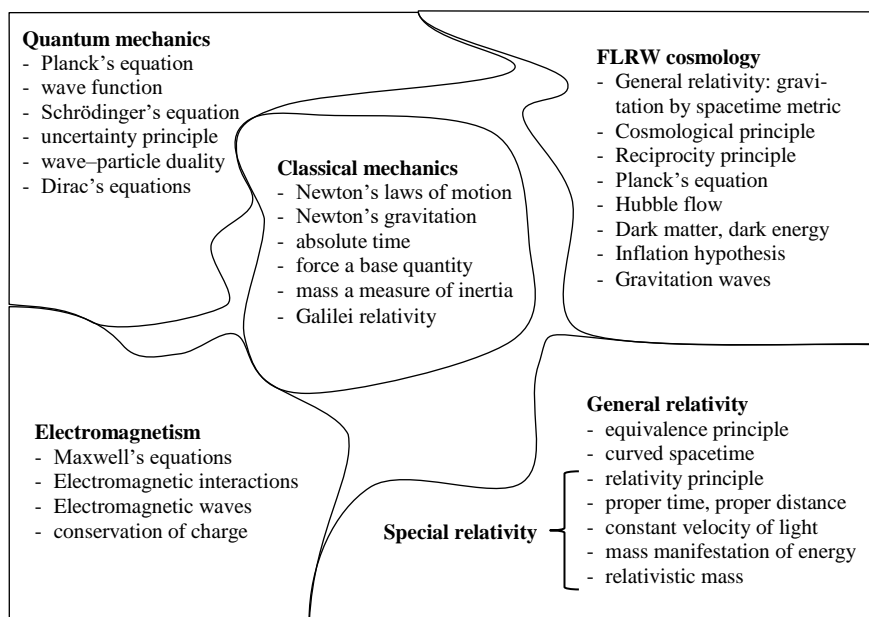 Quantum mechanics
- Planck’s equation
- wave function
- Schrödinger’s equation
- uncertainty principle
- wave–particle duality
- Dirac’s equations
FLRW cosmology
- General relativity: gravi-
tation by spacetime metric
- Cosmological principle
- Reciprocity principle
- Planck’s equation
- Hubble flow
- Dark matter, dark energy
- Inflation hypothesis
- Gravitation waves
Classical mechanics
- Newton’s laws of motion
- Newton’s gravitation
- absolute time
- force a base quantity
- mass a measure of inertia
- Galilei relativity
Electromagnetism
- Maxwell’s equations
- Electromagnetic interactions
- Electromagnetic waves
- conservation of charge
General relativity
- equivalence principle
- curved spacetime
- relativity principle
- proper time, proper distance
Special relativity
- constant velocity of light
- mass manifestation of energy
- relativistic mass